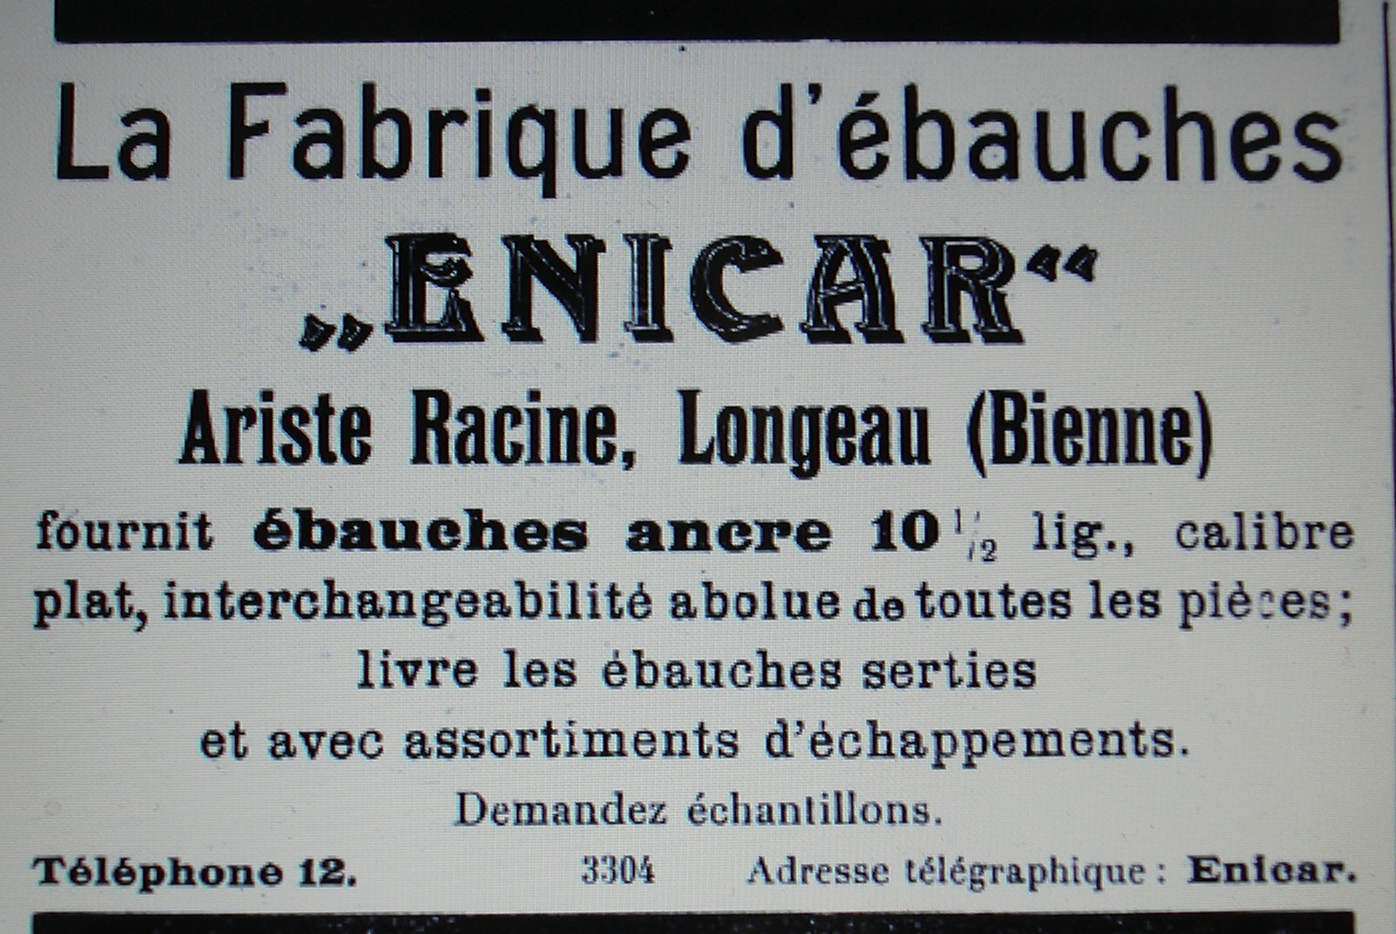 La Fabrique d'ébauches
„ENICAR“
Ariste Racine, Longeau (Bienne)
fournit ébauches ancre 10 1/2 lig., calibre
plat, interchangeabilité abolue de toutes les pièces;
livre les ébauches serties
et avec assortiments d'échappements.
Demandez échantillons.
Téléphone 12. 3304 Adresse télégraphique : Enicar.